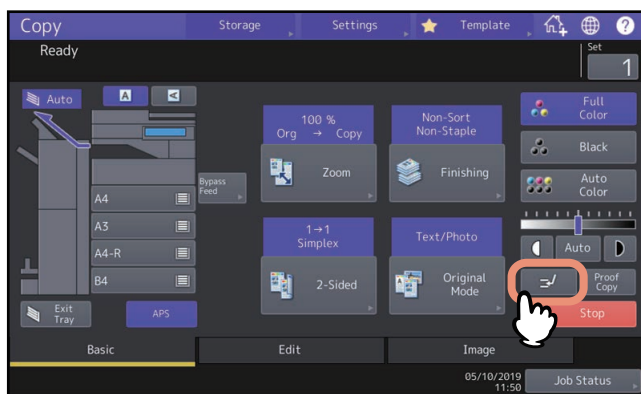 Copy
Storage
Settings
Template
?
Ready
Set
1
Auto
A
A
100 %
Org → Copy
Zoom
Non-Sort
Non-Staple
Finishing
Full
Color
Black
Auto
Color
Bypass
Feed
A4
A3
A4-R
B4
1→1
Simplex
2-Sided
Text/Photo
Original
Mode
Auto
Proof
Copy
Stop
Exit
Tray
APS
Basic
Edit
Image
05/10/2019
11:50
Job Status